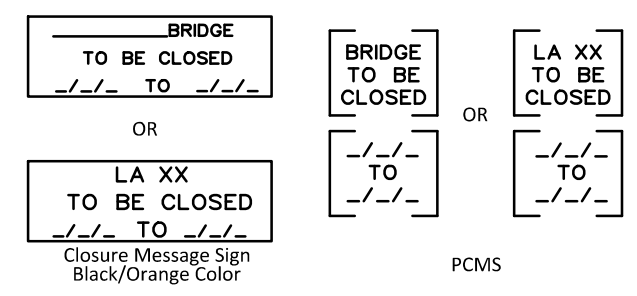 __________BRIDGE
TO BE CLOSED
_/_/_ TO _/_/_
OR
LA XX
TO BE CLOSED
_/_/_ TO _/_/_
Closure Message Sign
Black/Orange Color
BRIDGE
TO BE
CLOSED
_/_/_
TO
_/_/_
OR
LA XX
TO BE
CLOSED
_/_/_
TO
_/_/_
PCMS